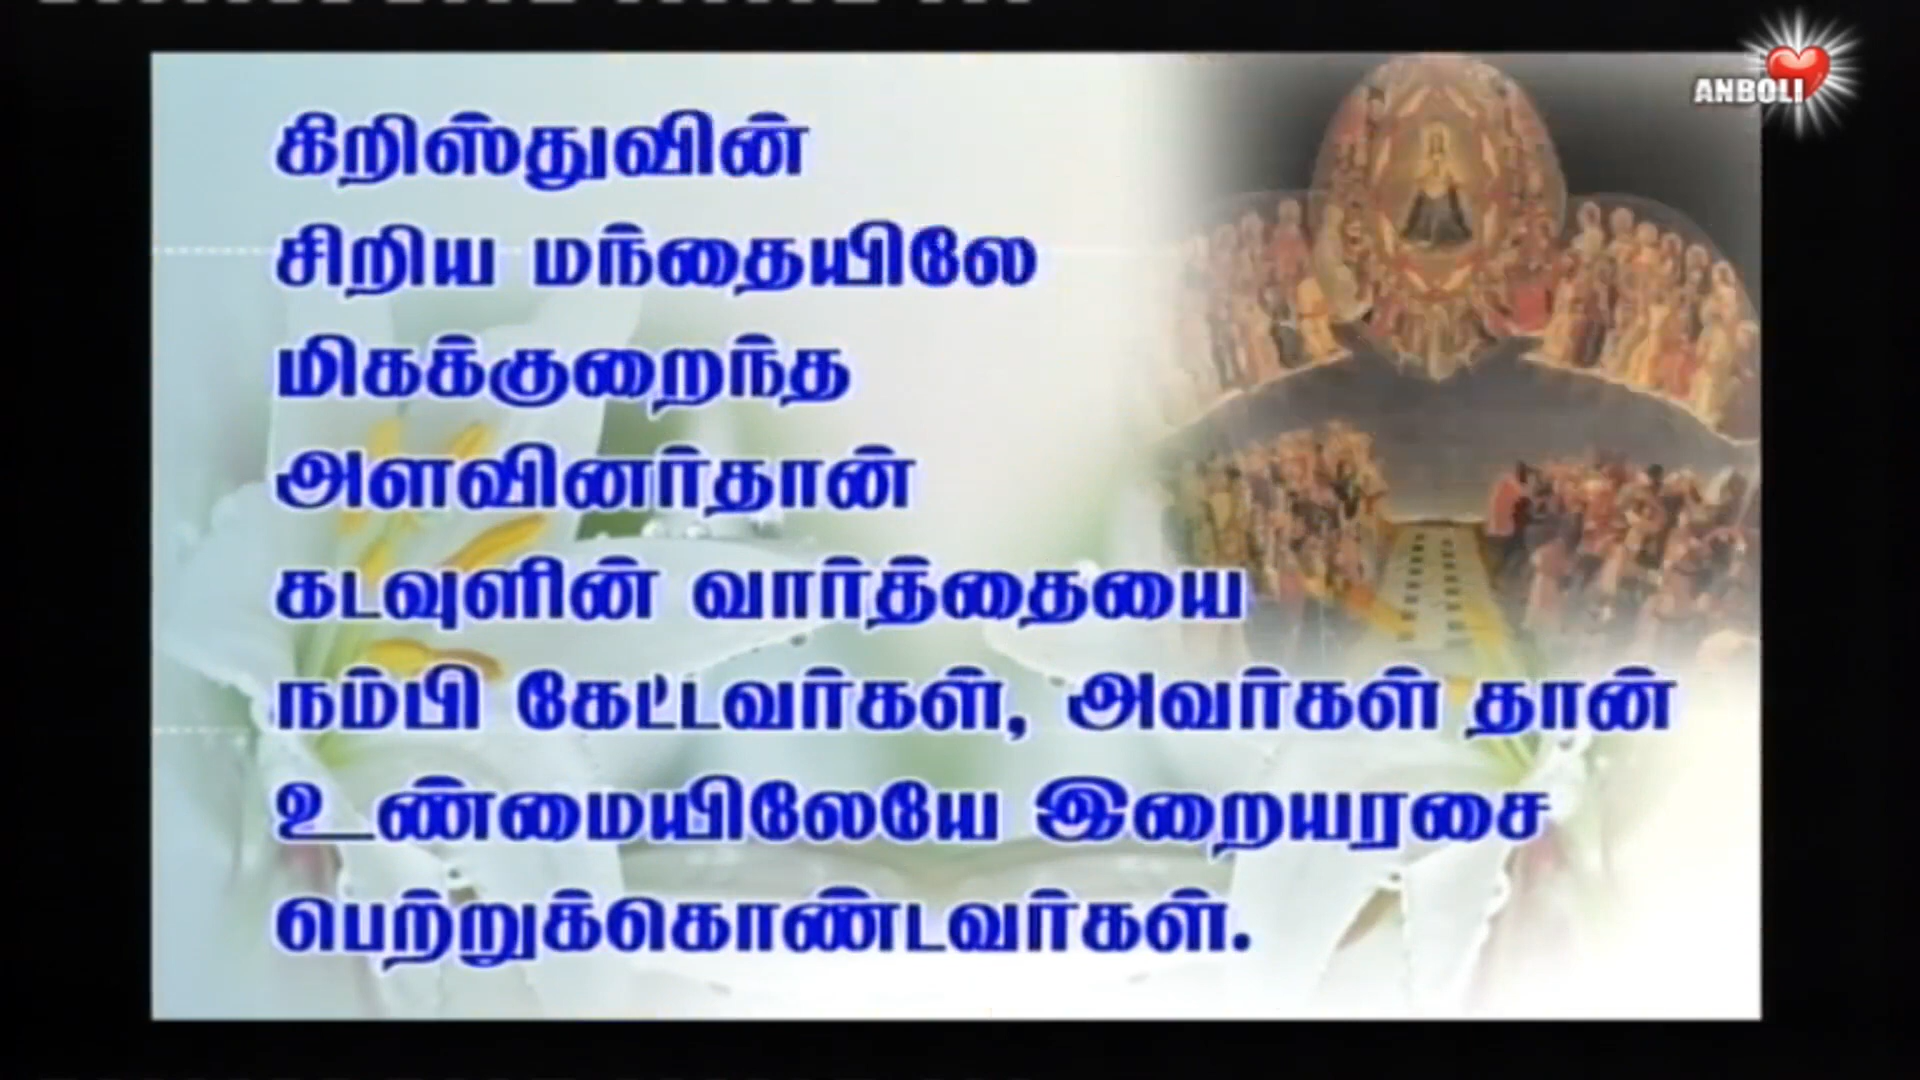 ANBOLI
கிறிஸ்துவின்
சிறிய மந்தையிலே
மிகக்குறைந்த
அளவினர்தான்
கடவுளின் வார்த்தையை
நம்பி கேட்டவர்கள், அவர்கள் தான்
உண்மையிலேயே இறையரசை
பெற்றுக்கொண்டவர்கள்.